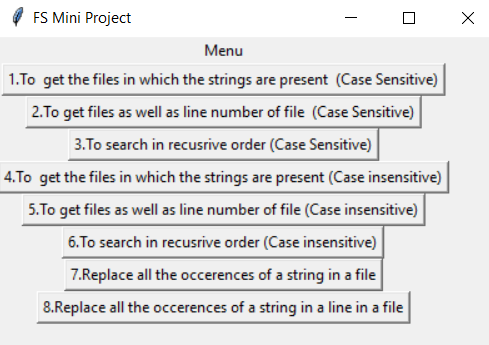 FS Mini Project
Menu
1.To  get the files in which the strings are present  (Case Sensitive)
2.To get files as well as line number of file  (Case Sensitive)
3.To search in recusrive order (Case Sensitive)
4.To  get the files in which the strings are present (Case insensitive)
5.To get files as well as line number of file (Case insensitive)
6.To search in recusrive order (Case insensitive)
7.Replace all the occerences of a string in a file
8.Replace all the occerences of a string in a line in a file